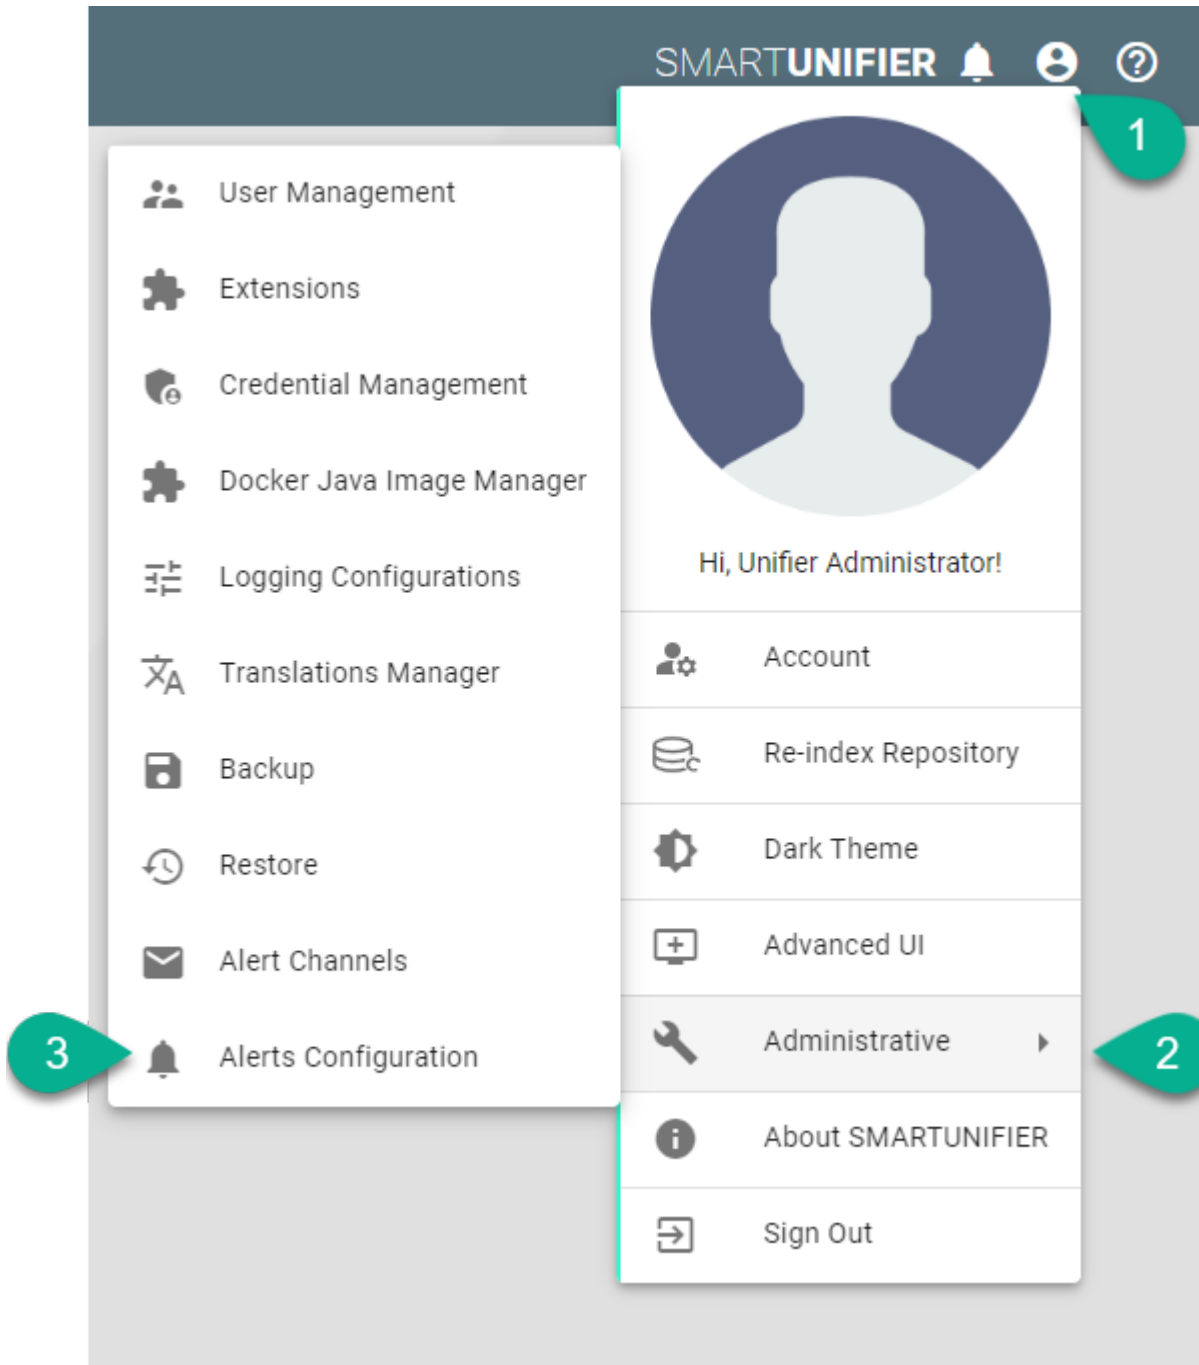 SMARTUNIFIER
1
User Management
Extensions
Credential Management
Docker Java Image Manager
Logging Configurations
Translations Manager
Backup
Restore
Alert Channels
3
Alerts Configuration
Hi, Unifier Administrator!
Account
Re-index Repository
Dark Theme
Advanced UI
Administrative
2
About SMARTUNIFIER
Sign Out